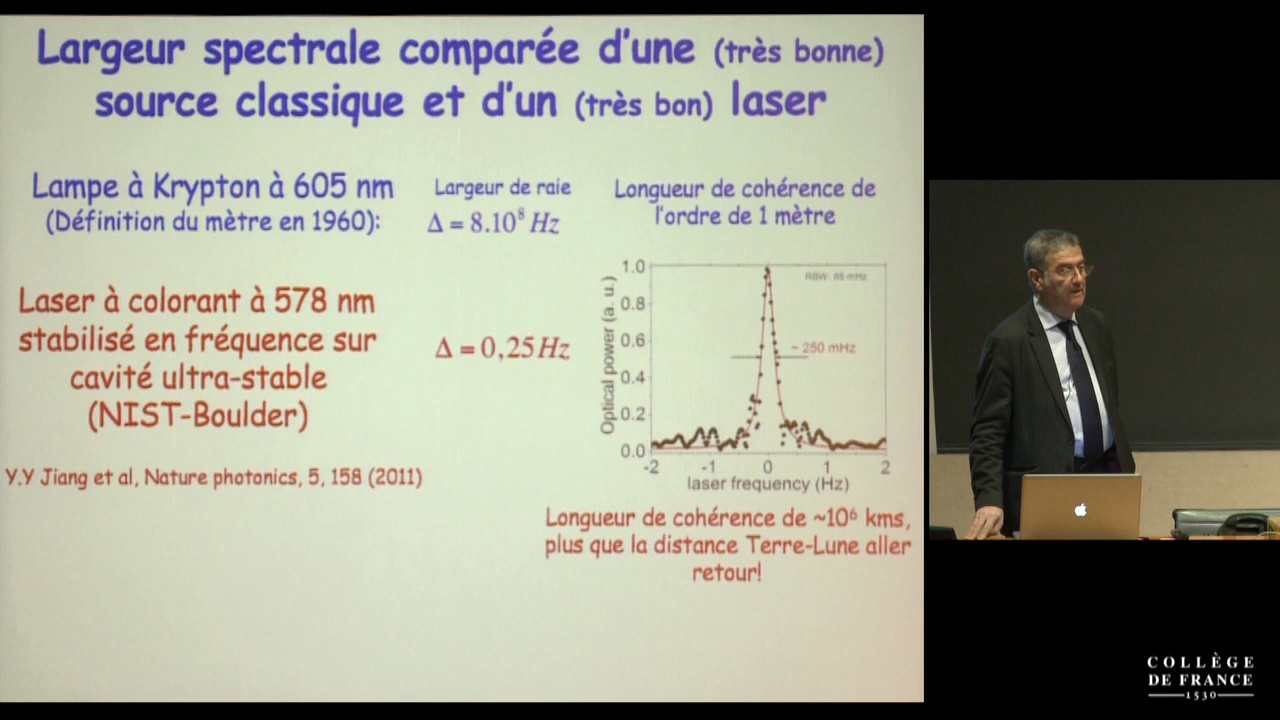 Largeur spectrale comparée d'une (très bonne)
source classique et d'un (très bon) laser
Lampe à Krypton à 605 nm
(Définition du mètre en 1960):
Largeur de raie
Δ = 8.10⁸ Hz
Longueur de cohérence de
l'ordre de 1 mètre
Laser à colorant à 578 nm
stabilisé en fréquence sur
cavité ultra-stable
(NIST-Boulder)
Δ = 0,25 Hz
Y.Y Jiang et al, Nature photonics, 5, 158 (2011)
Optical power (a. u.)
1.0
0.8
0.6
0.4
0.2
0.0
RBW: 85 mHz
~ 250 mHz
-2 -1 0 1 2
laser frequency (Hz)
Longueur de cohérence de ~10⁶ kms,
plus que la distance Terre-Lune aller
retour!
COLLÈGE
DE FRANCE
1530